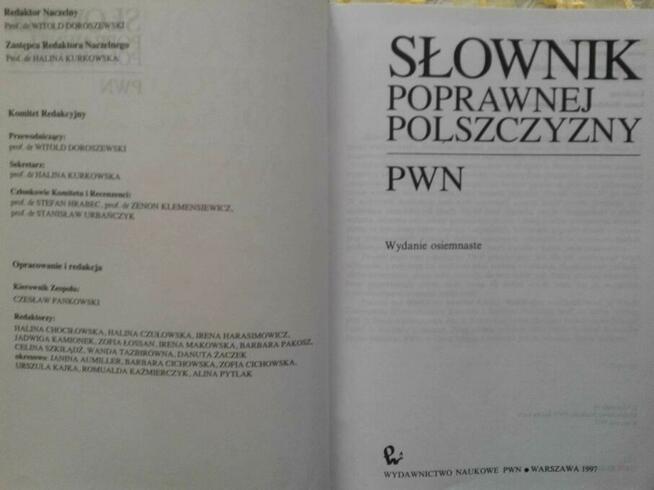 Redaktor Naczelny
Prof. dr WITOLD DOROSZEWSKI
Zastępca Redaktora Naczelnego
Prof. dr HALINA KURKOWSKA
Komitet Redakcyjny
Przewodniczący:
prof. dr WITOLD DOROSZEWSKI
Sekretarz:
prof. dr HALINA KURKOWSKA
Członkowie Komitetu i Recenzenci:
prof. dr STEFAN HRABEC, prof. dr ZENON KLEMENSIEWICZ,
prof. dr STANISŁAW URBAŃCZYK
Opracowanie i redakcja
Kierownik Zespołu:
CZESŁAW PANKOWSKI
Redaktorzy:
HALINA CHOCIŁOWSKA, HALINA CZUŁOWSKA, IRENA HARASIMOWICZ,
JADWIGA KAMIONEK, ZOFIA ŁOSSAN, IRENA MAKOWSKA, BARBARA PAKOSZ,
CELINA SZKIŁĄDŹ, WANDA TAZBIRÓWNA, DANUTA ŻACZEK
okresowo: JANINA AUMILLER, BARBARA CICHOWSKA, ZOFIA CICHOWSKA,
URSZULA KAJKA, ROMUALDA KAŹMIERCZYK, ALINA PYTLAK
SŁOWNIK
POPRAWNEJ
POLSZCZYZNY
PWN
Wydanie osiemnaste
WYDAWNICTWO NAUKOWE PWN • WARSZAWA 1997